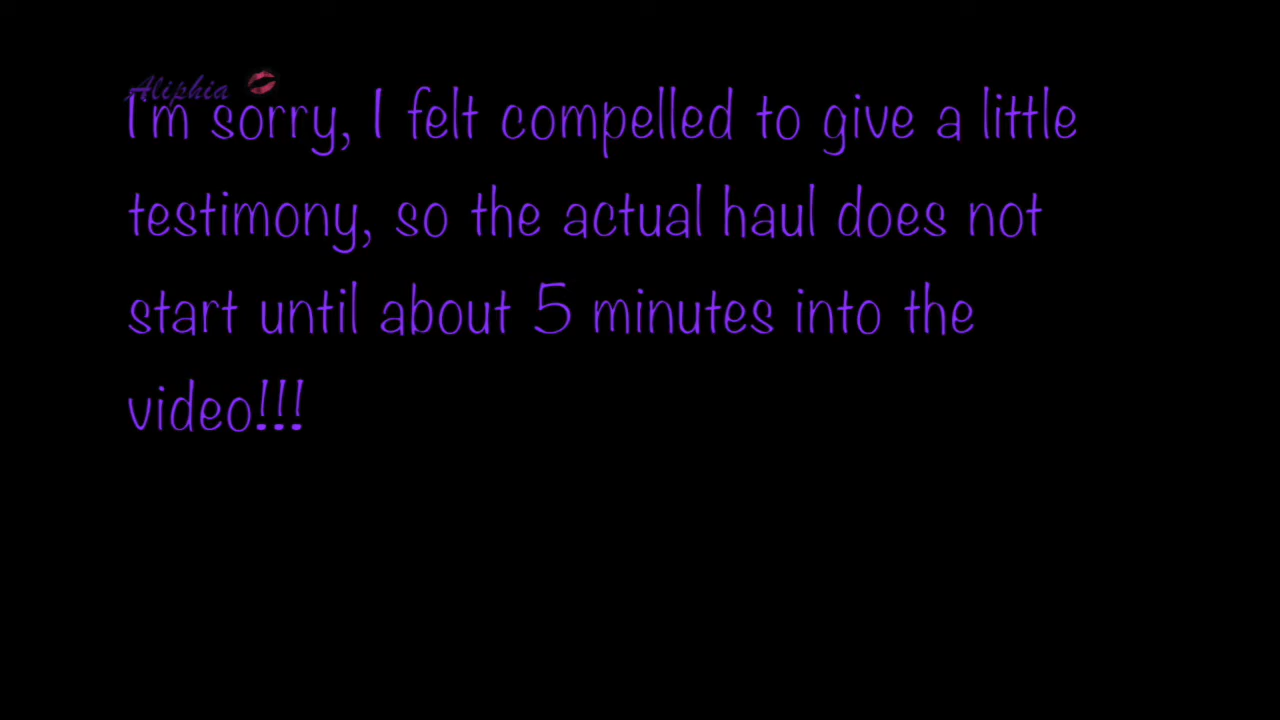 Aliphia
I'm sorry, I felt compelled to give a little
testimony, so the actual haul does not
start until about 5 minutes into the
video!!!